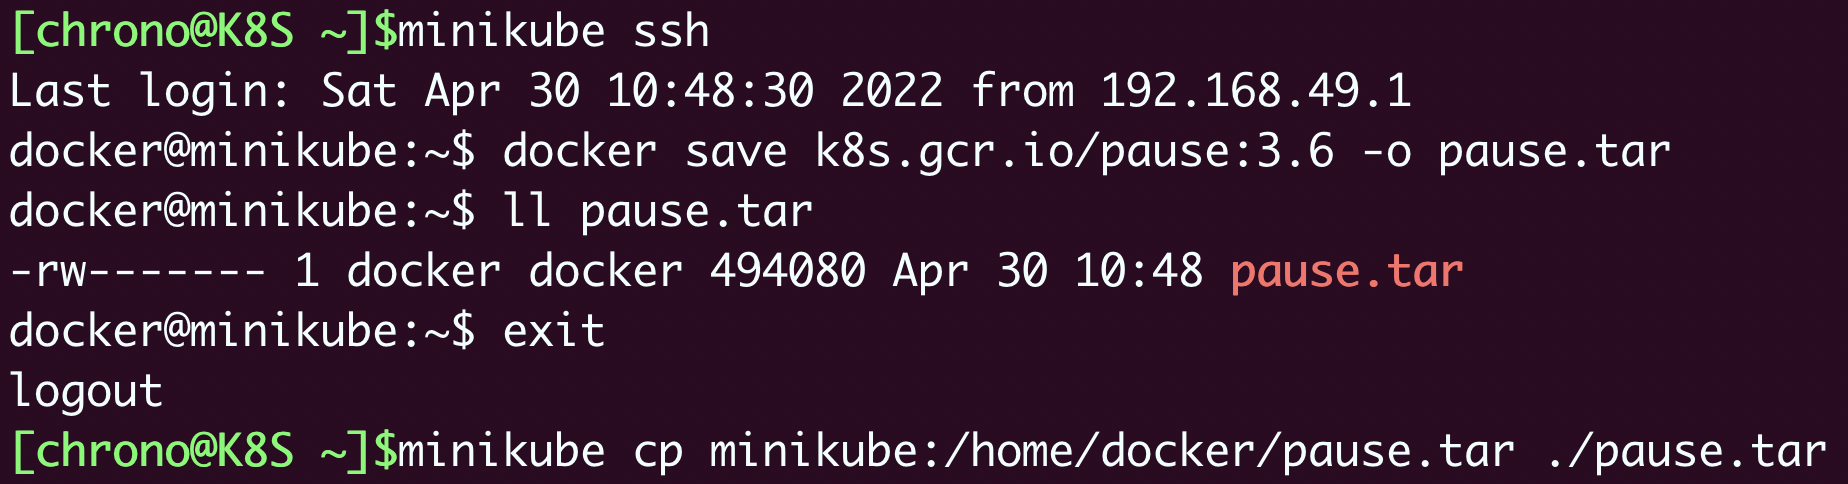 [chrono@K8S ~]$minikube ssh
Last login: Sat Apr 30 10:48:30 2022 from 192.168.49.1
docker@minikube:~$ docker save k8s.gcr.io/pause:3.6 -o pause.tar
docker@minikube:~$ ll pause.tar
-rw------- 1 docker docker 494080 Apr 30 10:48 pause.tar
docker@minikube:~$ exit
logout
[chrono@K8S ~]$minikube cp minikube:/home/docker/pause.tar ./pause.tar